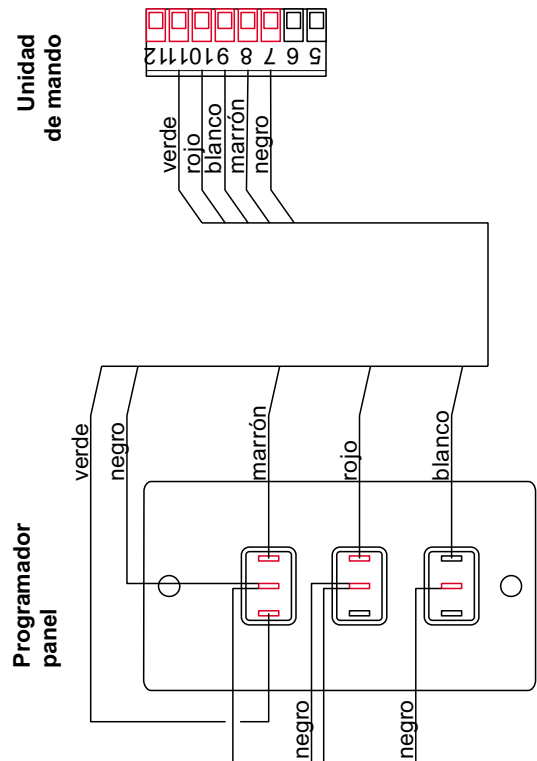 Unidad
de mando
12 11 10 9 8 7 6 5
verde
rojo
blanco
marrón
negro
verde
negro
marrón
rojo
blanco
Programador
panel
negro
negro